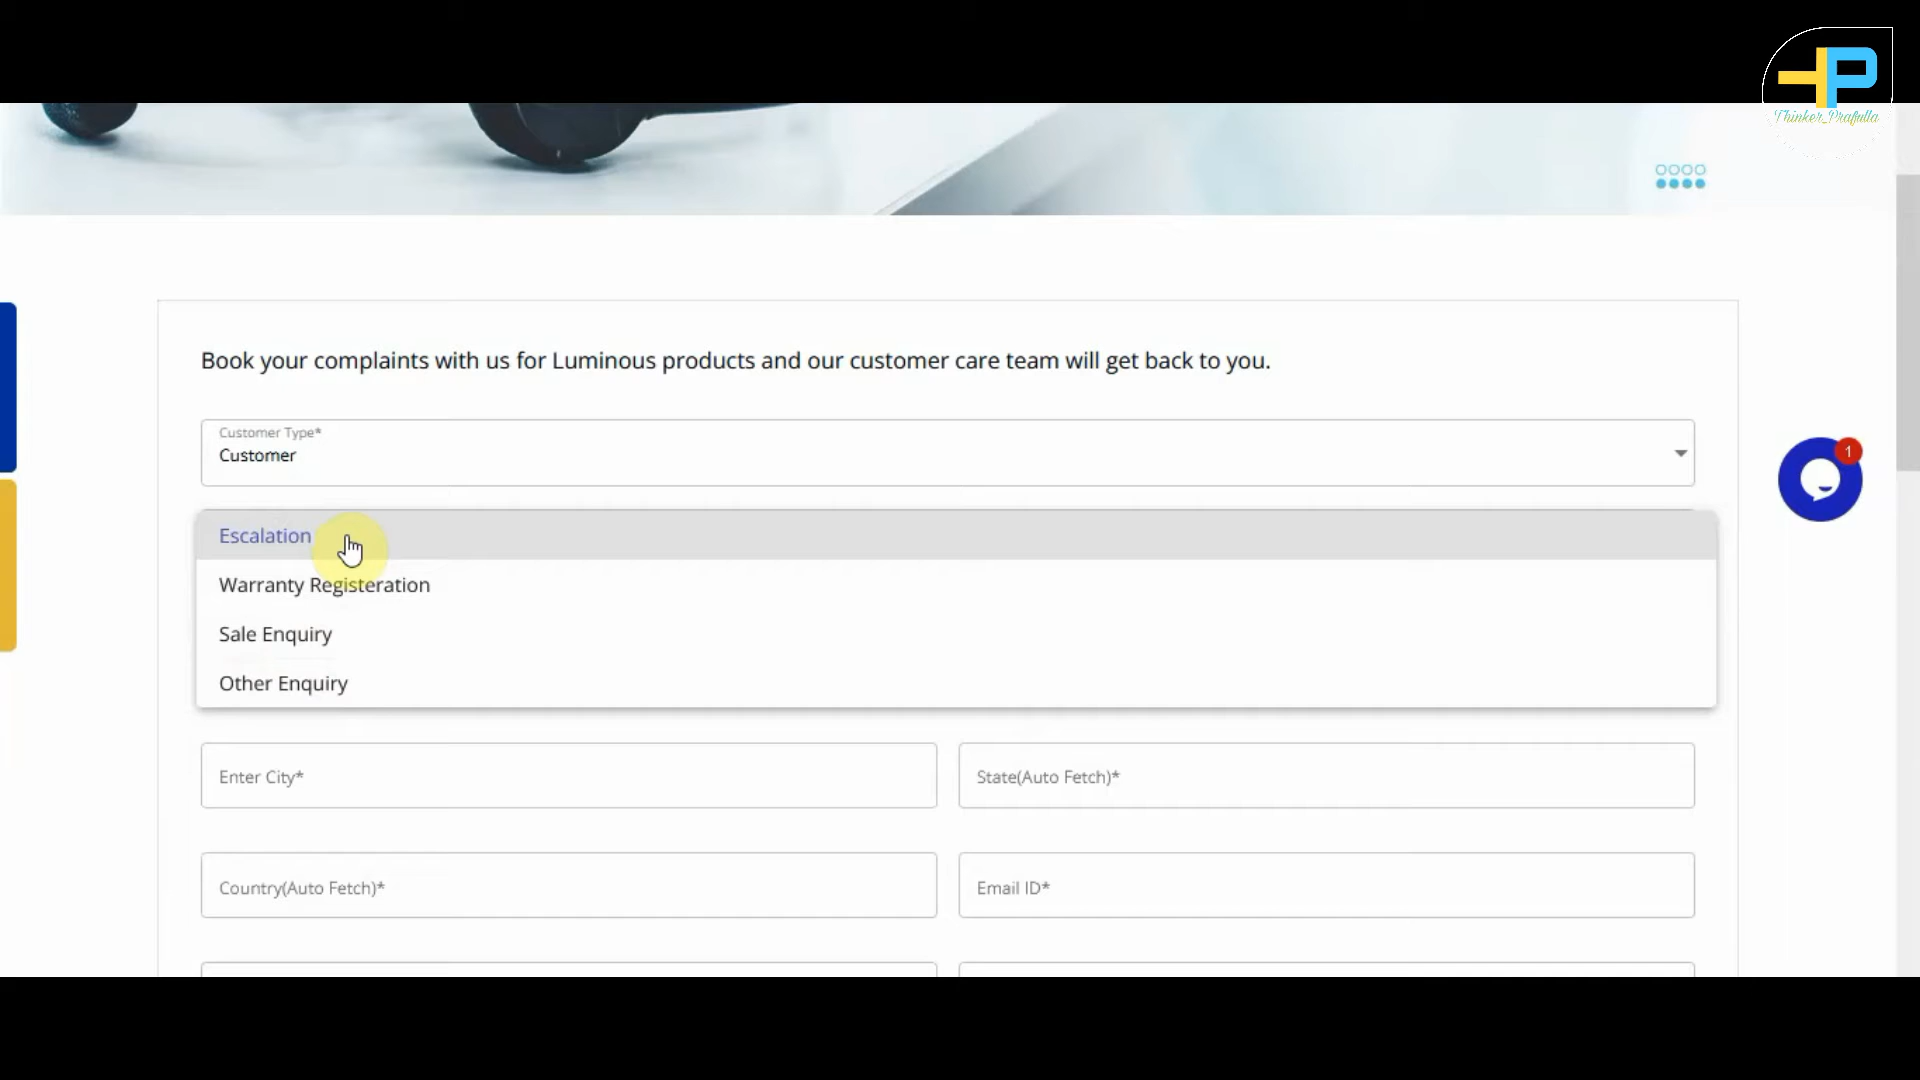 Thinker_Prafulla
Book your complaints with us for Luminous products and our customer care team will get back to you.
Customer Type*
Customer
1
Escalation
Warranty Registeration
Sale Enquiry
Other Enquiry
Enter City*
State(Auto Fetch)*
Country(Auto Fetch)*
Email ID*